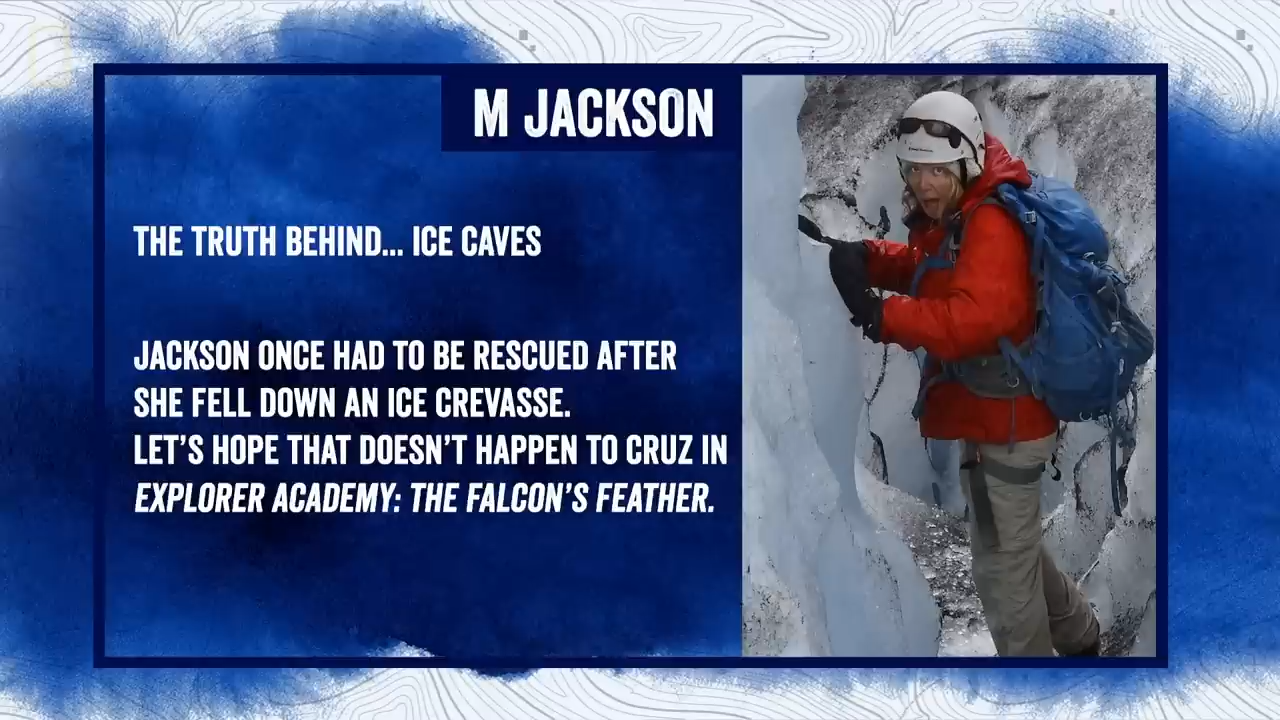 M JACKSON
THE TRUTH BEHIND... ICE CAVES
JACKSON ONCE HAD TO BE RESCUED AFTER
SHE FELL DOWN AN ICE CREVASSE.
LET'S HOPE THAT DOESN'T HAPPEN TO CRUZ IN
EXPLORER ACADEMY: THE FALCON'S FEATHER.